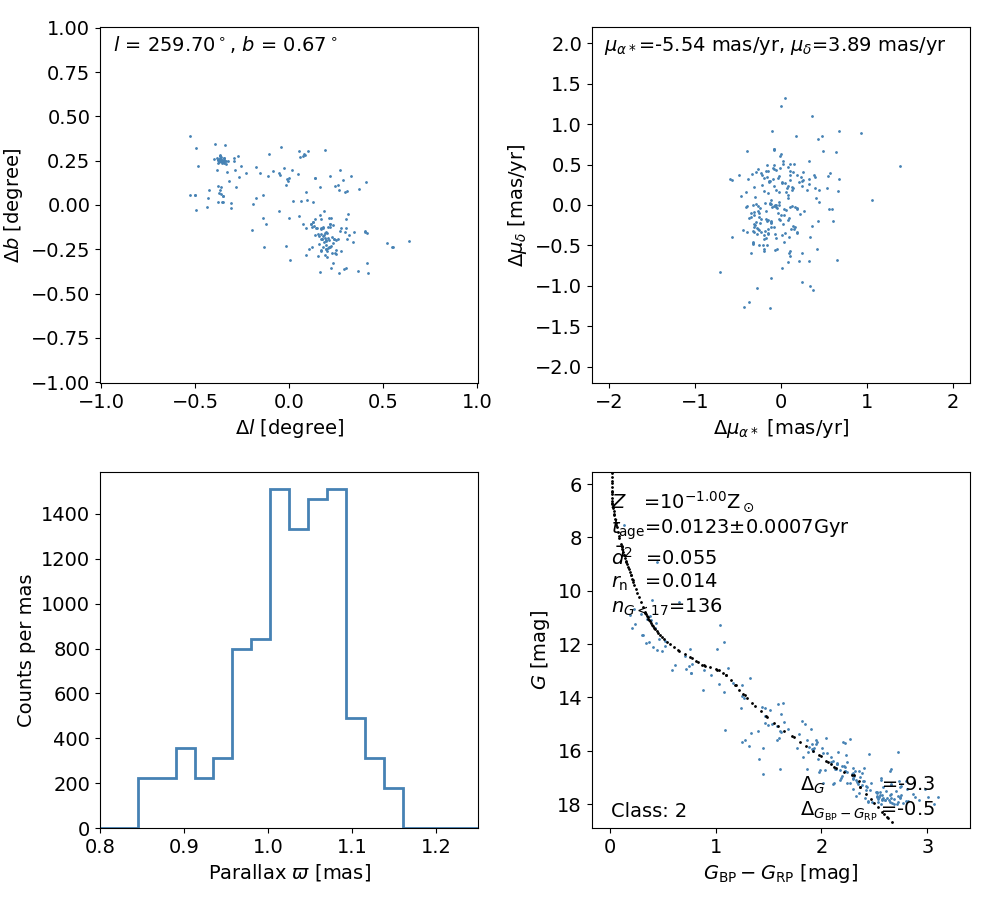 l = 259.70°, b = 0.67°
1.00
0.75
0.50
0.25
0.00
−0.25
−0.50
−0.75
−1.00
Δb [degree]
−1.0 −0.5 0.0 0.5 1.0
Δl [degree]
μα*=-5.54 mas/yr, μδ=3.89 mas/yr
2.0
1.5
1.0
0.5
0.0
−0.5
−1.0
−1.5
−2.0
Δμδ [mas/yr]
−2 −1 0 1 2
Δμα* [mas/yr]
1400
1200
1000
800
600
400
200
0
Counts per mas
0.8 0.9 1.0 1.1 1.2
Parallax ϖ [mas]
6
8
10
12
14
16
18
G [mag]
Z =10^−1.00 Z⊙
tage=0.0123±0.0007Gyr
d̄² =0.055
rn =0.014
nG<17=136
ΔG =-9.3
Class: 2 ΔGBP−GRP=-0.5
0 1 2 3
GBP − GRP [mag]